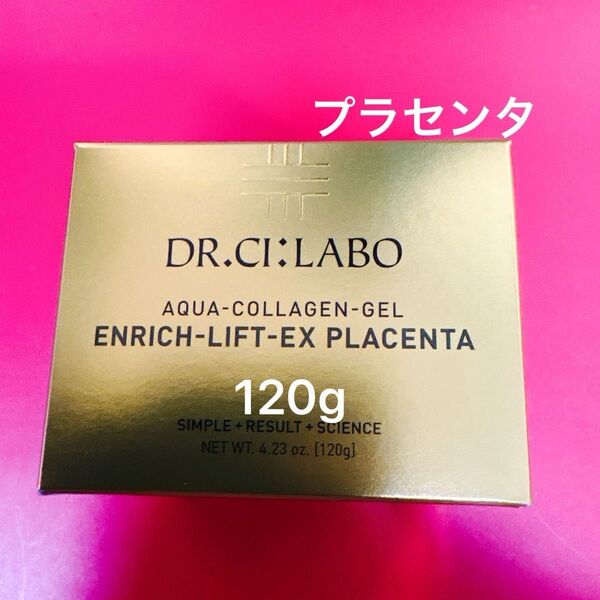 プラセンタ
DR.CI:LABO
AQUA-COLLAGEN-GEL
ENRICH-LIFT-EX PLACENTA
120g
SIMPLE+RESULT+SCIENCE
NET WT. 4.23 oz. [120g]